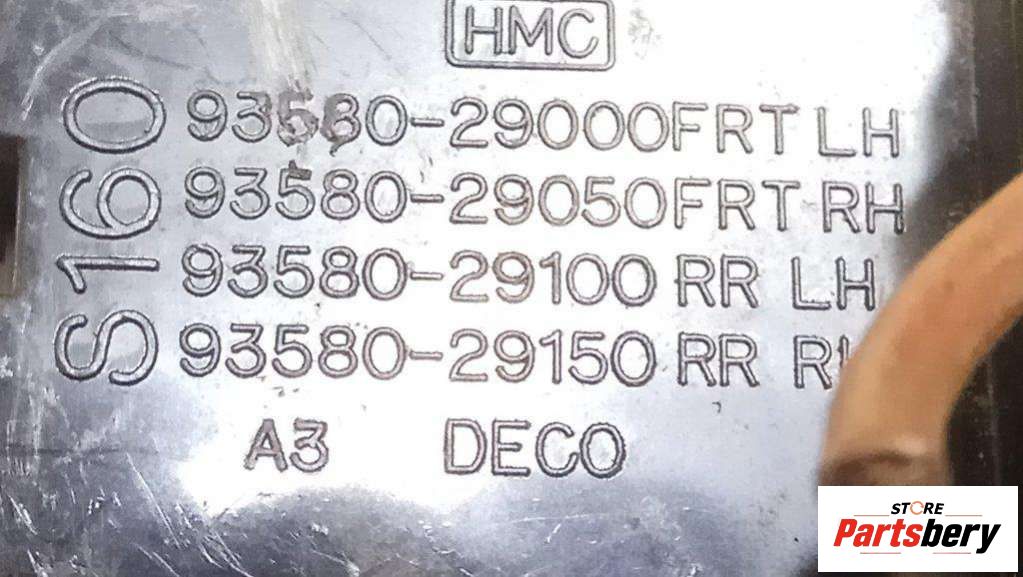 HMC
S160
93580-29000FRT LH
93580-29050FRT RH
93580-29100 RR LH
93580-29150 RR
A3 DECO
STORE
Partsbery